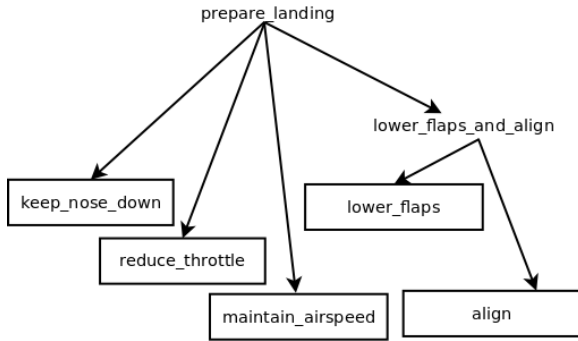 prepare_landing
lower_flaps_and_align
keep_nose_down
lower_flaps
reduce_throttle
maintain_airspeed
align